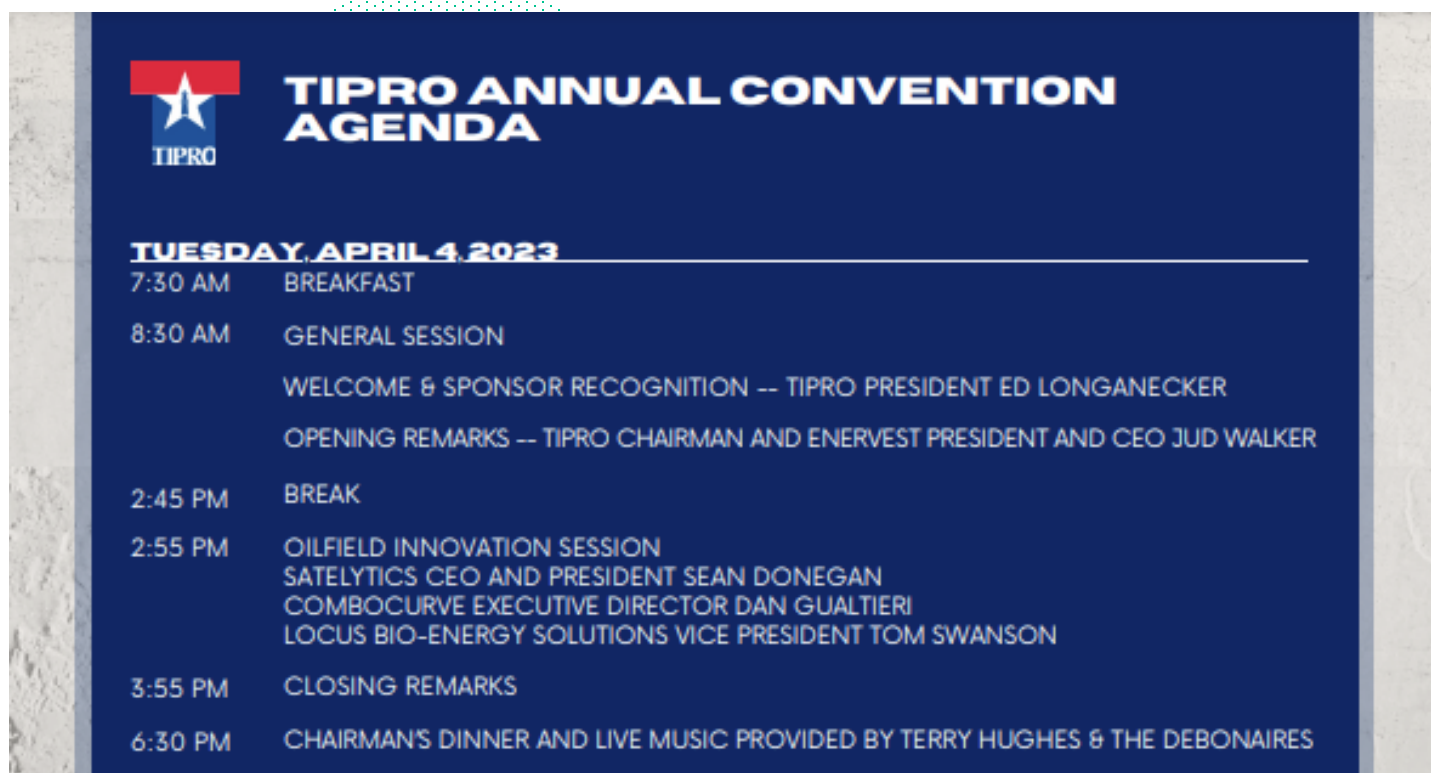 TIPRO
TIPRO ANNUAL CONVENTION
AGENDA
TUESDAY, APRIL 4, 2023
7:30 AM BREAKFAST
8:30 AM GENERAL SESSION
WELCOME & SPONSOR RECOGNITION -- TIPRO PRESIDENT ED LONGANECKER
OPENING REMARKS -- TIPRO CHAIRMAN AND ENERVEST PRESIDENT AND CEO JUD WALKER
2:45 PM BREAK
2:55 PM OILFIELD INNOVATION SESSION
SATELYTICS CEO AND PRESIDENT SEAN DONEGAN
COMBOCURVE EXECUTIVE DIRECTOR DAN GUALTIERI
LOCUS BIO-ENERGY SOLUTIONS VICE PRESIDENT TOM SWANSON
3:55 PM CLOSING REMARKS
6:30 PM CHAIRMAN'S DINNER AND LIVE MUSIC PROVIDED BY TERRY HUGHES & THE DEBONAIRES